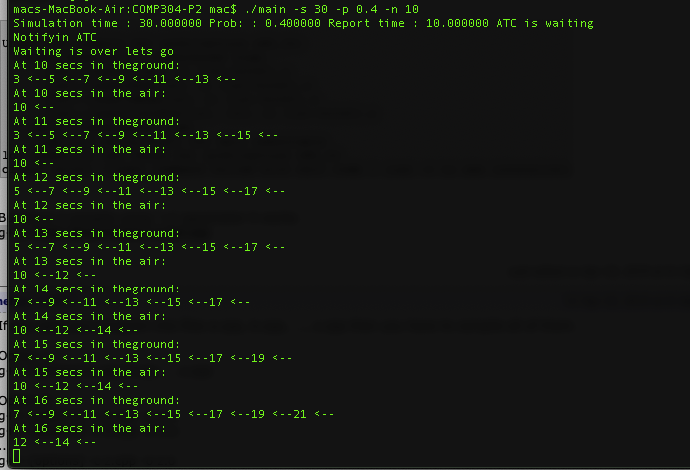 macs-MacBook-Air:COMP304-P2 mac$ ./main -s 30 -p 0.4 -n 10
Simulation time : 30.000000 Prob: : 0.400000 Report time : 10.000000 ATC is waiting
Notifyin ATC
Waiting is over lets go
At 10 secs in theground:
3 <--5 <--7 <--9 <--11 <--13 <--
At 10 secs in the air:
10 <--
At 11 secs in theground:
3 <--5 <--7 <--9 <--11 <--13 <--15 <--
At 11 secs in the air:
10 <--
At 12 secs in theground:
5 <--7 <--9 <--11 <--13 <--15 <--17 <--
At 12 secs in the air:
10 <--
At 13 secs in theground:
5 <--7 <--9 <--11 <--13 <--15 <--17 <--
At 13 secs in the air:
10 <--12 <--
At 14 secs in theground:
7 <--9 <--11 <--13 <--15 <--17 <--
At 14 secs in the air:
10 <--12 <--14 <--
At 15 secs in theground:
7 <--9 <--11 <--13 <--15 <--17 <--19 <--
At 15 secs in the air:
10 <--12 <--14 <--
At 16 secs in theground:
7 <--9 <--11 <--13 <--15 <--17 <--19 <--21 <--
At 16 secs in the air:
12 <--14 <--